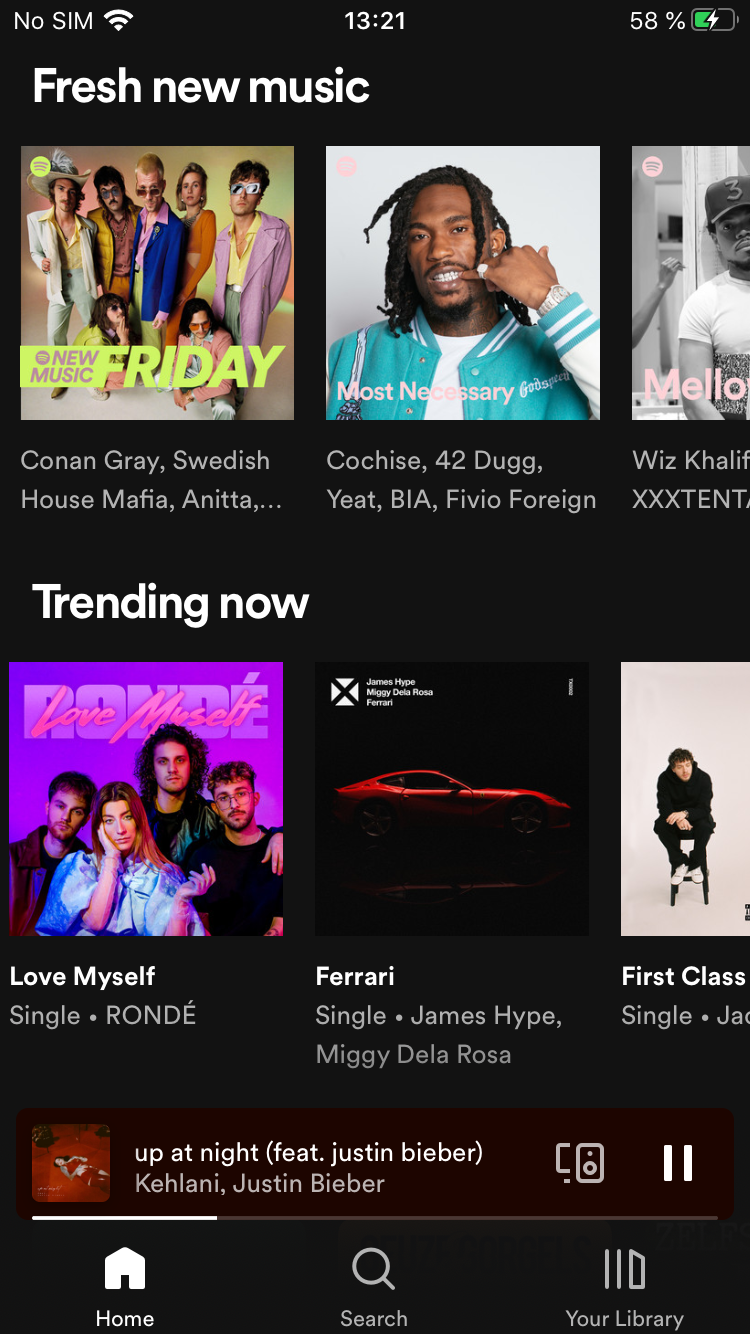 No SIM 13:21 58 %
Fresh new music
NEW
MUSIC FRIDAY
Most Necessary Godspeed
3
Mello
Conan Gray, Swedish
House Mafia, Anitta,...
Cochise, 42 Dugg,
Yeat, BIA, Fivio Foreign
Wiz Khalif
XXXTENTA
Trending now
RONDÉ
Love Myself
James Hype
Miggy Dela Rosa
Ferrari
Love Myself
Single • RONDÉ
Ferrari
Single • James Hype,
Miggy Dela Rosa
First Class
Single • Jac
up at night (feat. justin bieber)
Kehlani, Justin Bieber
Home
Search
Your Library